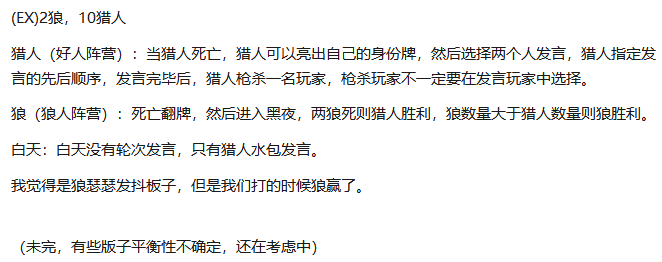 (EX)2狼，10猎人
猎人（好人阵营）：当猎人死亡，猎人可以亮出自己的身份牌，然后选择两个人发言，猎人指定发
言的先后顺序，发言完毕后，猎人枪杀一名玩家，枪杀玩家不一定要在发言玩家中选择。
狼（狼人阵营）：死亡翻牌，然后进入黑夜，两狼死则猎人胜利，狼数量大于猎人数量则狼胜利。
白天：白天没有轮次发言，只有猎人水包发言。
我觉得是狼瑟瑟发抖板子，但是我们打的时候狼赢了。
（未完，有些版子平衡性不确定，还在考虑中）